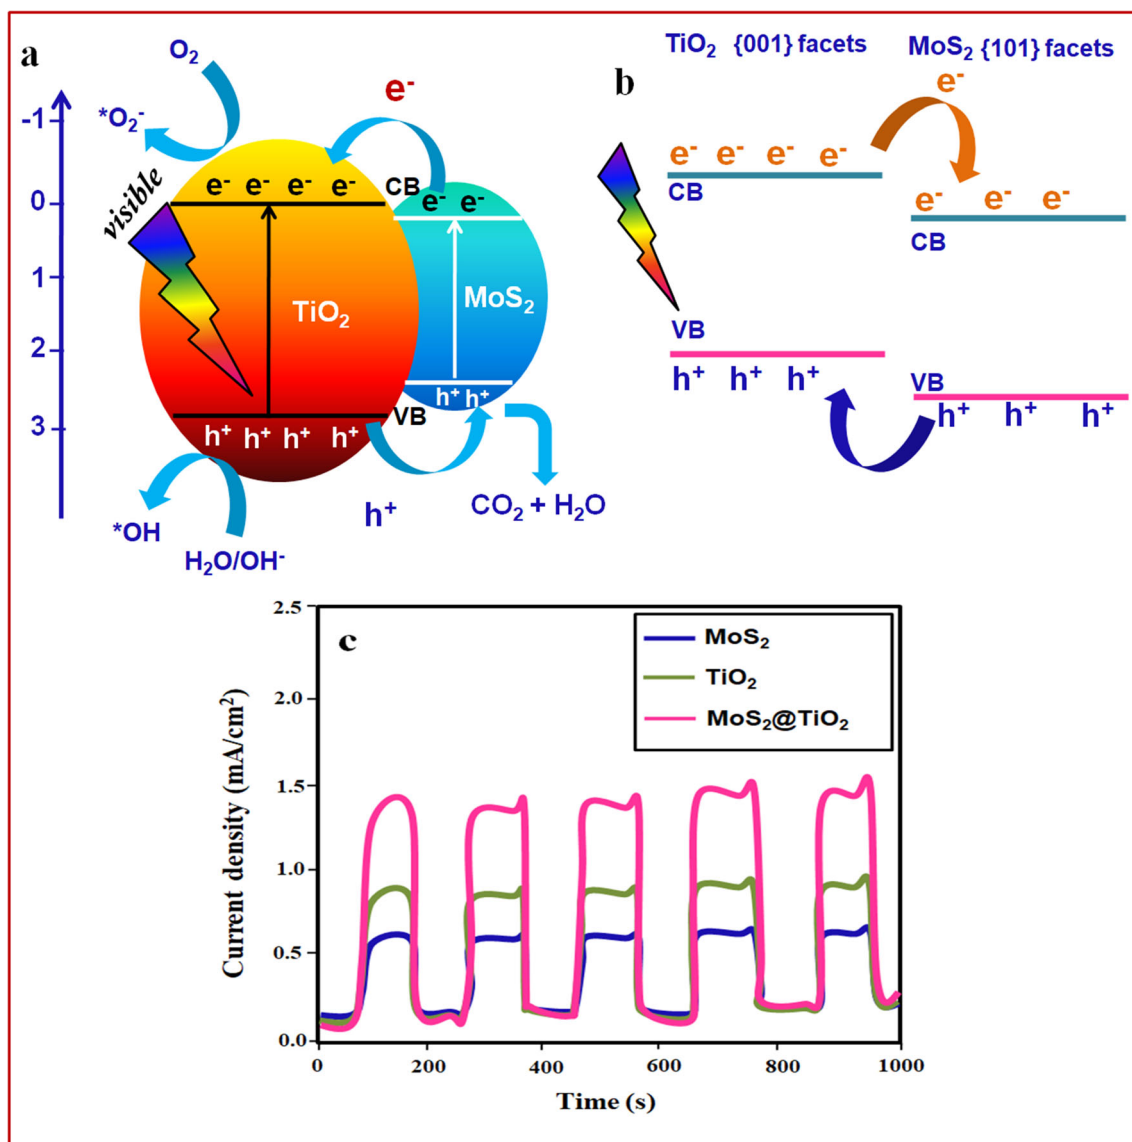 a
O₂
*O₂⁻
e⁻
-1
0
1
2
3
visible
e⁻ e⁻ e⁻ e⁻
CB
e⁻ e⁻
TiO₂
MoS₂
h⁺ h⁺
VB
h⁺ h⁺ h⁺ h⁺
h⁺
CO₂ + H₂O
*OH
H₂O/OH⁻
b
TiO₂ {001} facets
MoS₂ {101} facets
e⁻
e⁻ e⁻ e⁻ e⁻
CB
e⁻ e⁻ e⁻
CB
VB
h⁺ h⁺ h⁺
VB
h⁺ h⁺ h⁺
c
MoS₂
TiO₂
MoS₂@TiO₂
Current density (mA/cm²)
2.5
2.0
1.5
1.0
0.5
0.0
0 200 400 600 800 1000
Time (s)